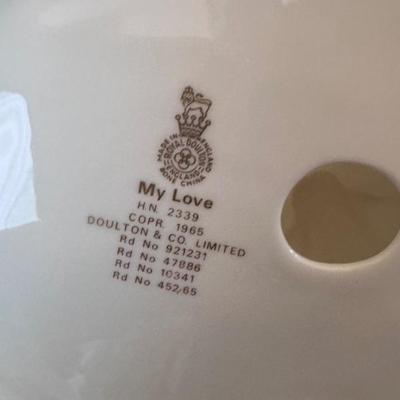 MADE IN ENGLAND
ROYAL DOULTON
ENGLAND
BONE CHINA
My Love
H.N. 2339
COPR. 1965
DOULTON & CO. LIMITED
Rd No 921231
Rd No 47886
Rd No 10341
Rd No 452/65